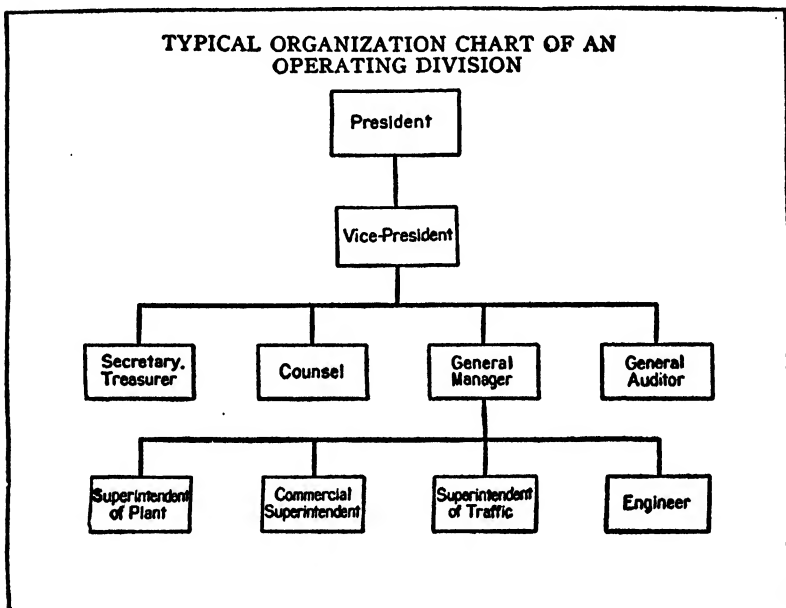 TYPICAL ORGANIZATION CHART OF AN
OPERATING DIVISION
President
Vice-President
Secretary.
Treasurer
Counsel
General
Manager
General
Auditor
Superintendent
of Plant
Commercial
Superintendent
Superintendent
of Traffic
Engineer